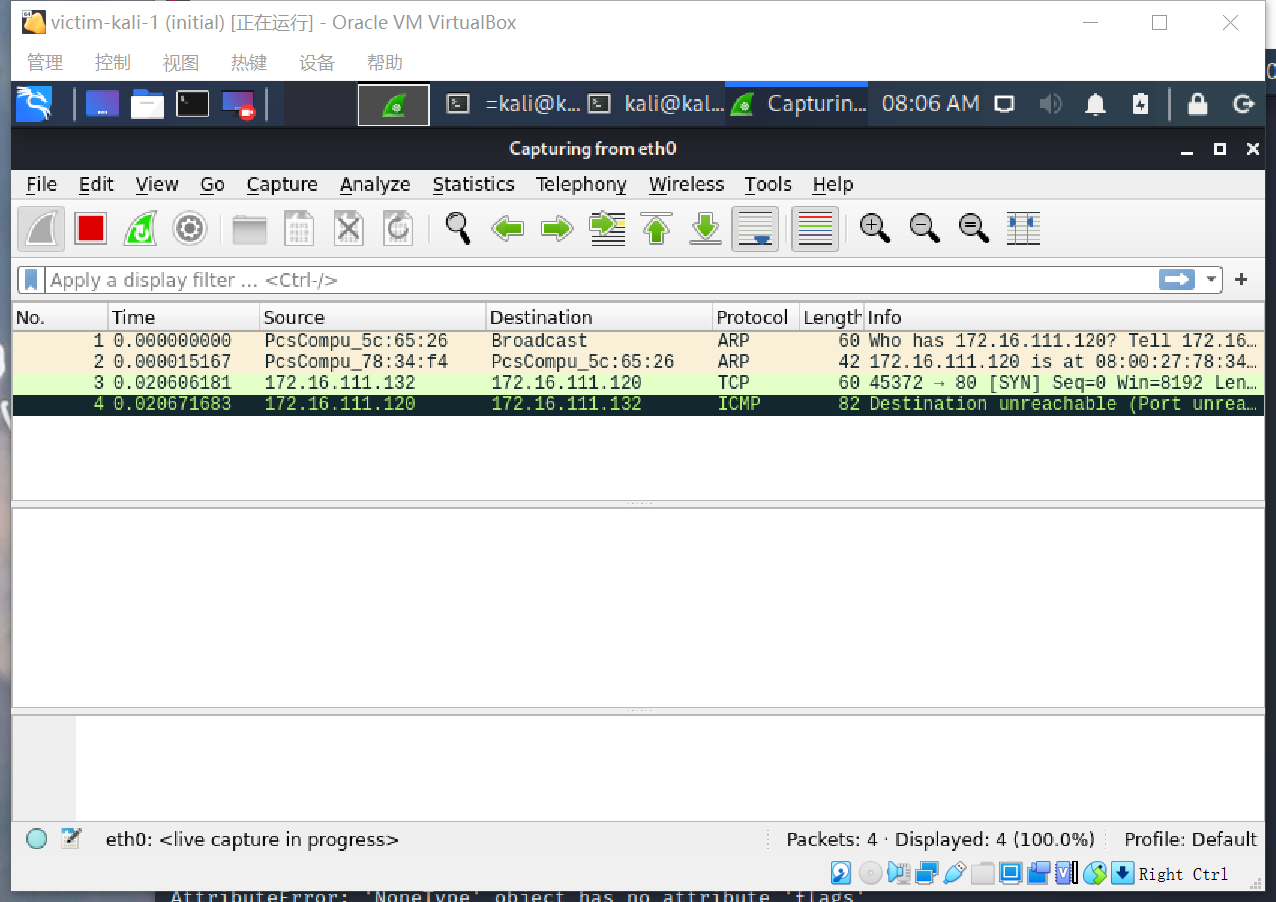 victim-kali-1 (initial) [正在运行] - Oracle VM VirtualBox
管理 控制 视图 热键 设备 帮助
=kali@k... kali@kal... Capturin... 08:06 AM
Capturing from eth0
File Edit View Go Capture Analyze Statistics Telephony Wireless Tools Help
Apply a display filter ... <Ctrl-/>
No. Time Source Destination Protocol Length Info
1 0.000000000 PcsCompu_5c:65:26 Broadcast ARP 60 Who has 172.16.111.120? Tell 172.16…
2 0.000015167 PcsCompu_78:34:f4 PcsCompu_5c:65:26 ARP 42 172.16.111.120 is at 08:00:27:78:34…
3 0.020606181 172.16.111.132 172.16.111.120 TCP 60 45372 → 80 [SYN] Seq=0 Win=8192 Len…
4 0.020671683 172.16.111.120 172.16.111.132 ICMP 82 Destination unreachable (Port unrea…
eth0: <live capture in progress>
Packets: 4 · Displayed: 4 (100.0%)
Profile: Default
Right Ctrl
AttributeError: 'NoneType' object has no attribute 'flags'